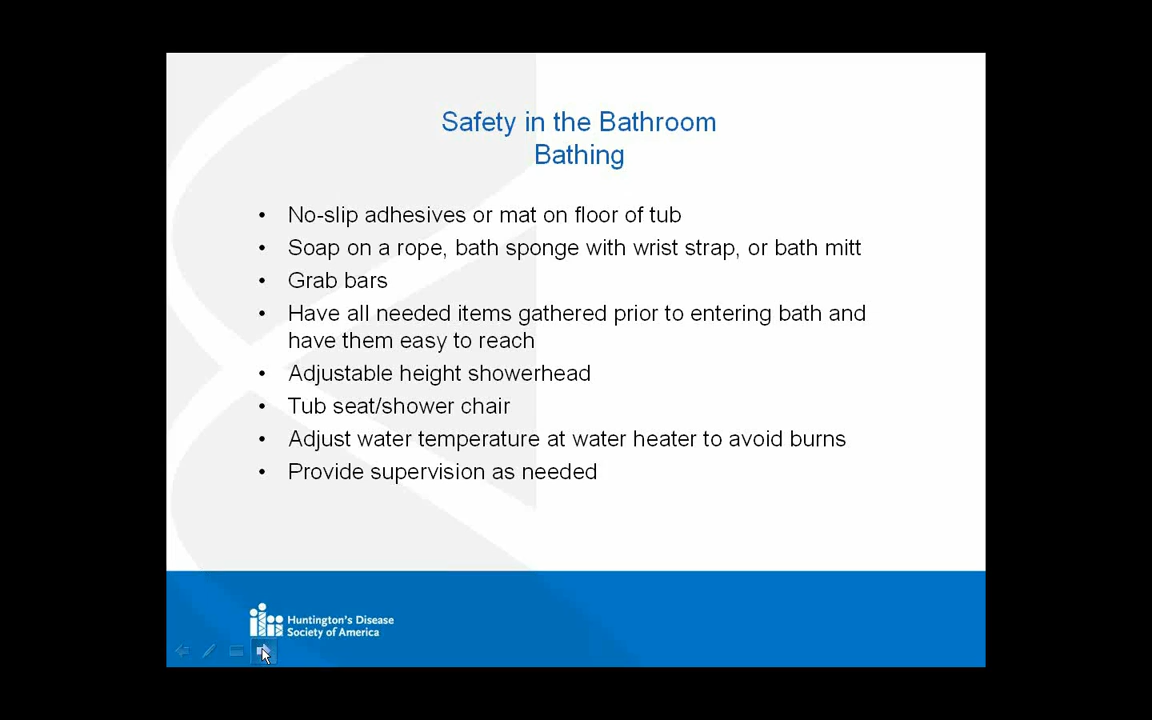 Safety in the Bathroom
Bathing
• No-slip adhesives or mat on floor of tub
• Soap on a rope, bath sponge with wrist strap, or bath mitt
• Grab bars
• Have all needed items gathered prior to entering bath and
have them easy to reach
• Adjustable height showerhead
• Tub seat/shower chair
• Adjust water temperature at water heater to avoid burns
• Provide supervision as needed
Huntington's Disease
Society of America